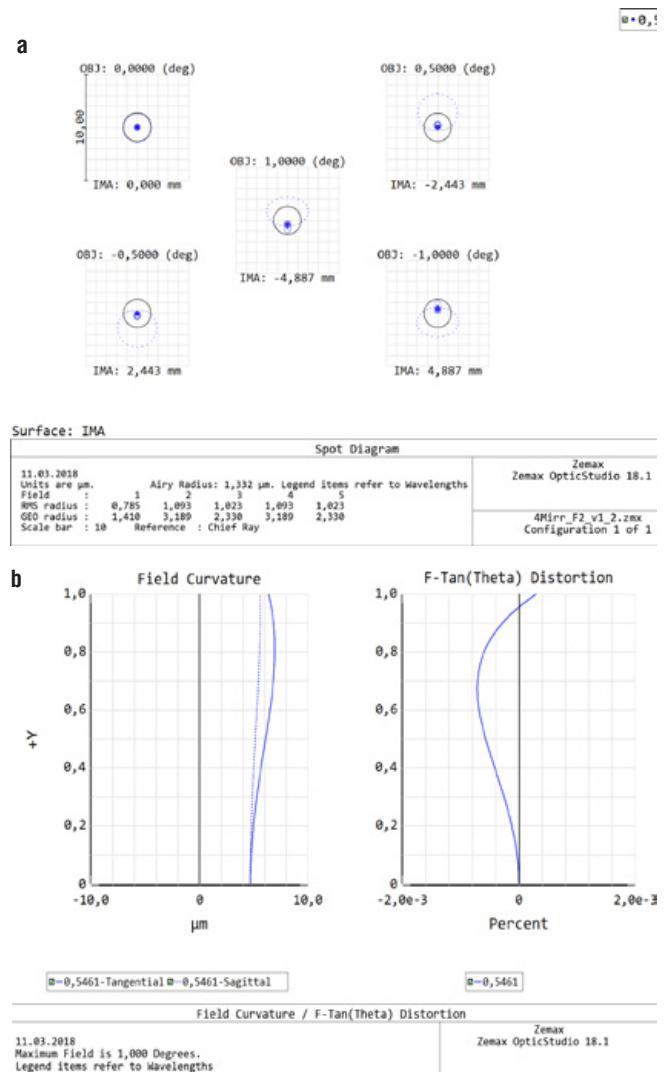 0,5
a
OBJ: 0,0000 (deg)
OBJ: 0,5000 (deg)
10,00
OBJ: 1,0000 (deg)
IMA: 0,000 mm
IMA: -2,443 mm
OBJ: -0,5000 (deg)
OBJ: -1,0000 (deg)
IMA: -4,887 mm
IMA: 2,443 mm
IMA: 4,887 mm
Surface: IMA
Spot Diagram
11.03.2018
Units are µm. Airy Radius: 1,332 µm. Legend items refer to Wavelengths
Field : 1 2 3 4 5
RMS radius : 0,785 1,093 1,023 1,093 1,023
GEO radius : 1,410 3,189 2,330 3,189 2,330
Scale bar : 10 Reference : Chief Ray
Zemax
Zemax OpticStudio 18.1
4Mirr_F2_v1_2.zmx
Configuration 1 of 1
b
Field Curvature
1,0
0,8
0,6
+Y
0,4
0,2
0
-10,0 0 10,0
µm
F-Tan(Theta) Distortion
1,0
0,8
0,6
0,4
0,2
0
-2,0e-3 0 2,0e-3
Percent
0,5461-Tangential 0,5461-Sagittal
0,5461
Field Curvature / F-Tan(Theta) Distortion
11.03.2018
Maximum Field is 1,000 Degrees.
Legend items refer to Wavelengths
Zemax
Zemax OpticStudio 18.1